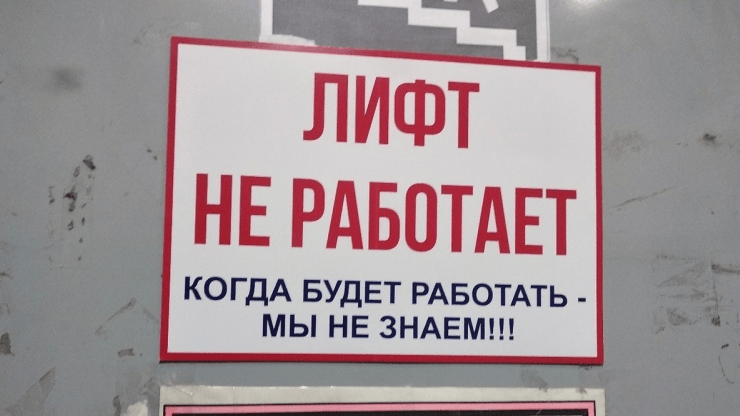 ЛИФТ
НЕ РАБОТАЕТ
КОГДА БУДЕТ РАБОТАТЬ -
МЫ НЕ ЗНАЕМ!!!